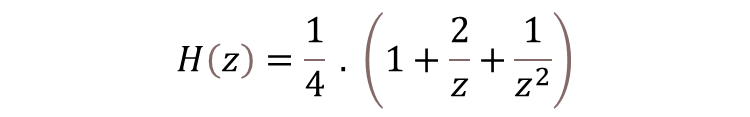 H(z) = 1/4 . (1 + 2/z + 1/z²)